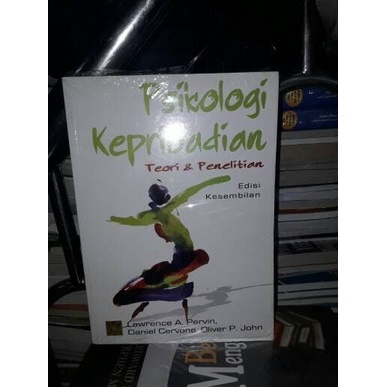 Psikologi
Kepribadian
Teori & Penelitian
Edisi
Kesembilan
Lawrence A. Pervin,
Daniel Cervone, Oliver P. John